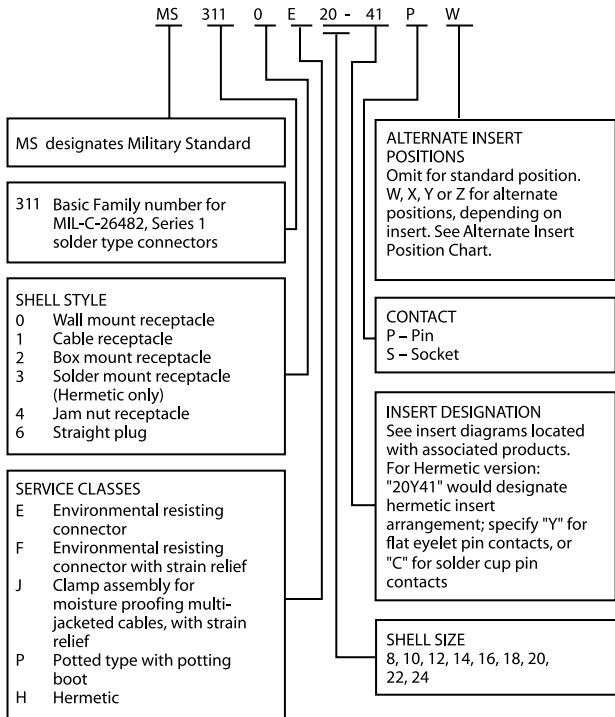 MS 311 0 E 20 - 41 P W
MS designates Military Standard
311 Basic Family number for
MIL-C-26482, Series 1
solder type connectors
SHELL STYLE
0 Wall mount receptacle
1 Cable receptacle
2 Box mount receptacle
3 Solder mount receptacle
(Hermetic only)
4 Jam nut receptacle
6 Straight plug
SERVICE CLASSES
E Environmental resisting
connector
F Environmental resisting
connector with strain relief
J Clamp assembly for
moisture proofing multi-
jacketed cables, with strain
relief
P Potted type with potting
boot
H Hermetic
ALTERNATE INSERT
POSITIONS
Omit for standard position.
W, X, Y or Z for alternate
positions, depending on
insert. See Alternate Insert
Position Chart.
CONTACT
P – Pin
S – Socket
INSERT DESIGNATION
See insert diagrams located
with associated products.
For Hermetic version:
"20Y41" would designate
hermetic insert
arrangement; specify "Y" for
flat eyelet pin contacts, or
"C" for solder cup pin
contacts
SHELL SIZE
8, 10, 12, 14, 16, 18, 20,
22, 24